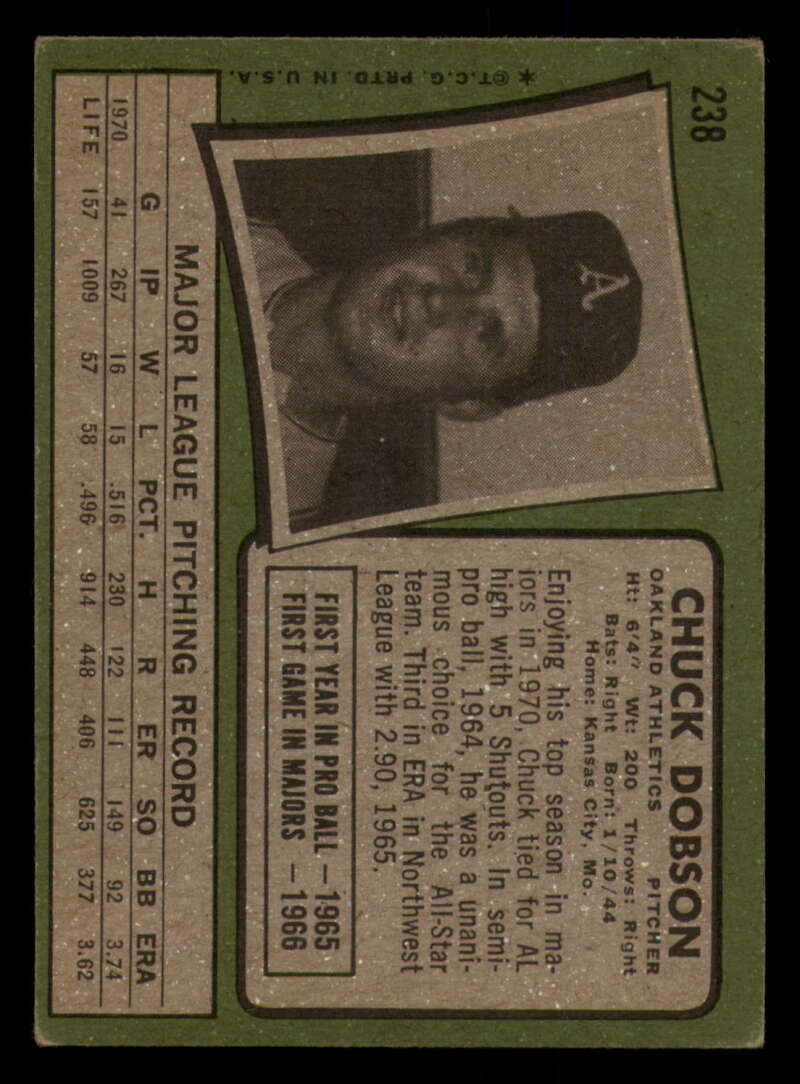 238
A
CHUCK DOBSON
OAKLAND ATHLETICS PITCHER
Ht: 6'4" Wt: 200 Throws: Right
Bats: Right Born: 1/10/44
Home: Kansas City, Mo.
Enjoying his top season in ma-
jors in 1970, Chuck tied for AL
high with 5 Shutouts. In semi-
pro ball, 1964, he was a unani-
mous choice for the All-Star
team. Third in ERA in Northwest
League with 2.90, 1965.
FIRST YEAR IN PRO BALL — 1965
FIRST GAME IN MAJORS — 1966
MAJOR LEAGUE PITCHING RECORD
G IP W L PCT. H R ER SO BB ERA
1970 41 267 16 15 .516 230 122 111 149 92 3.74
LIFE 157 1009 57 58 .496 914 448 406 625 377 3.62
*©T.C.G. PRTD. IN U.S.A.